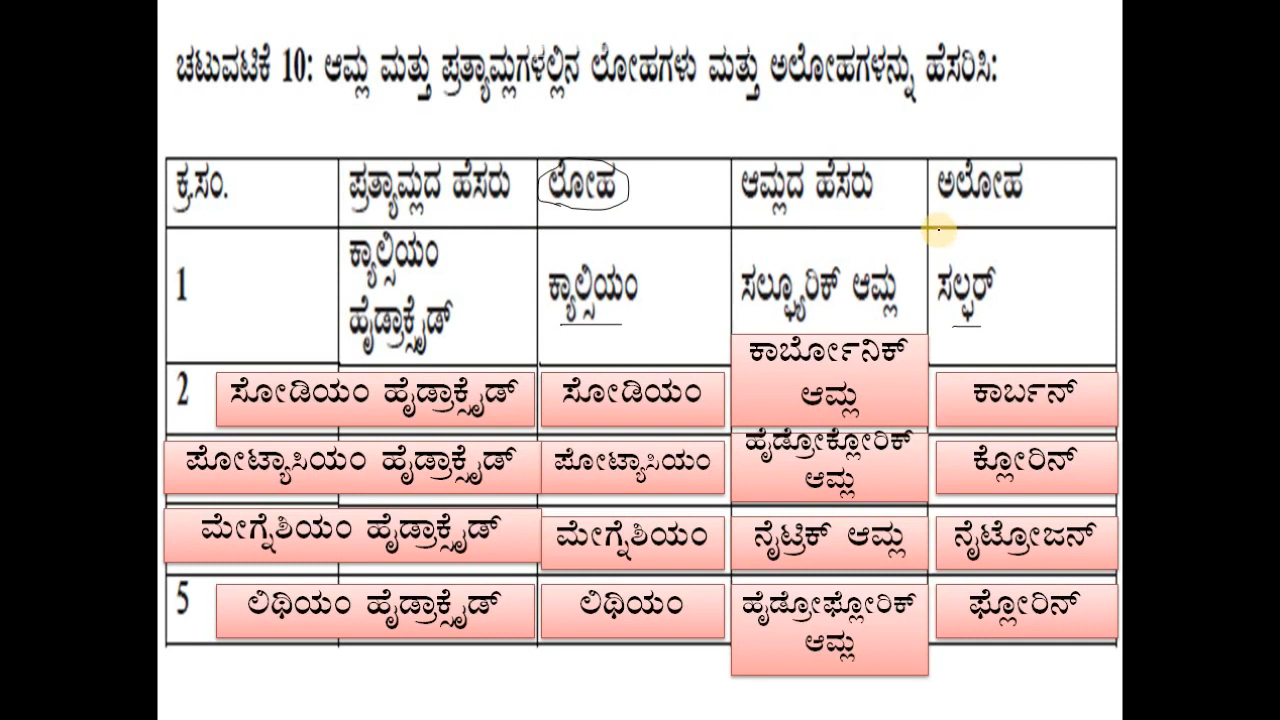 ಚಟುವಟಿಕೆ 10: ಆಮ್ಲ ಮತ್ತು ಪ್ರತ್ಯಾಮ್ಲಗಳಲ್ಲಿನ ಲೋಹಗಳು ಮತ್ತು ಅಲೋಹಗಳನ್ನು ಹೆಸರಿಸಿ:
ಕ್ರ.ಸಂ. ಪ್ರತ್ಯಾಮ್ಲದ ಹೆಸರು ಲೋಹ ಆಮ್ಲದ ಹೆಸರು ಅಲೋಹ
1 ಕ್ಯಾಲ್ಸಿಯಂ
ಹೈಡ್ರಾಕ್ಸೈಡ್ ಕ್ಯಾಲ್ಸಿಯಂ ಸಲ್ಫ್ಯೂರಿಕ್ ಆಮ್ಲ ಸಲ್ಫರ್
2 ಸೋಡಿಯಂ ಹೈಡ್ರಾಕ್ಸೈಡ್ ಸೋಡಿಯಂ ಕಾರ್ಬೋನಿಕ್
ಆಮ್ಲ ಕಾರ್ಬನ್
ಪೋಟ್ಯಾಸಿಯಂ ಹೈಡ್ರಾಕ್ಸೈಡ್ ಪೋಟ್ಯಾಸಿಯಂ ಹೈಡ್ರೋಕ್ಲೋರಿಕ್
ಆಮ್ಲ ಕ್ಲೋರಿನ್
ಮೇಗ್ನೆಶಿಯಂ ಹೈಡ್ರಾಕ್ಸೈಡ್ ಮೇಗ್ನೆಶಿಯಂ ನೈಟ್ರಿಕ್ ಆಮ್ಲ ನೈಟ್ರೋಜನ್
5 ಲಿಥಿಯಂ ಹೈಡ್ರಾಕ್ಸೈಡ್ ಲಿಥಿಯಂ ಹೈಡ್ರೋಫ್ಲೋರಿಕ್
ಆಮ್ಲ ಫ್ಲೋರಿನ್